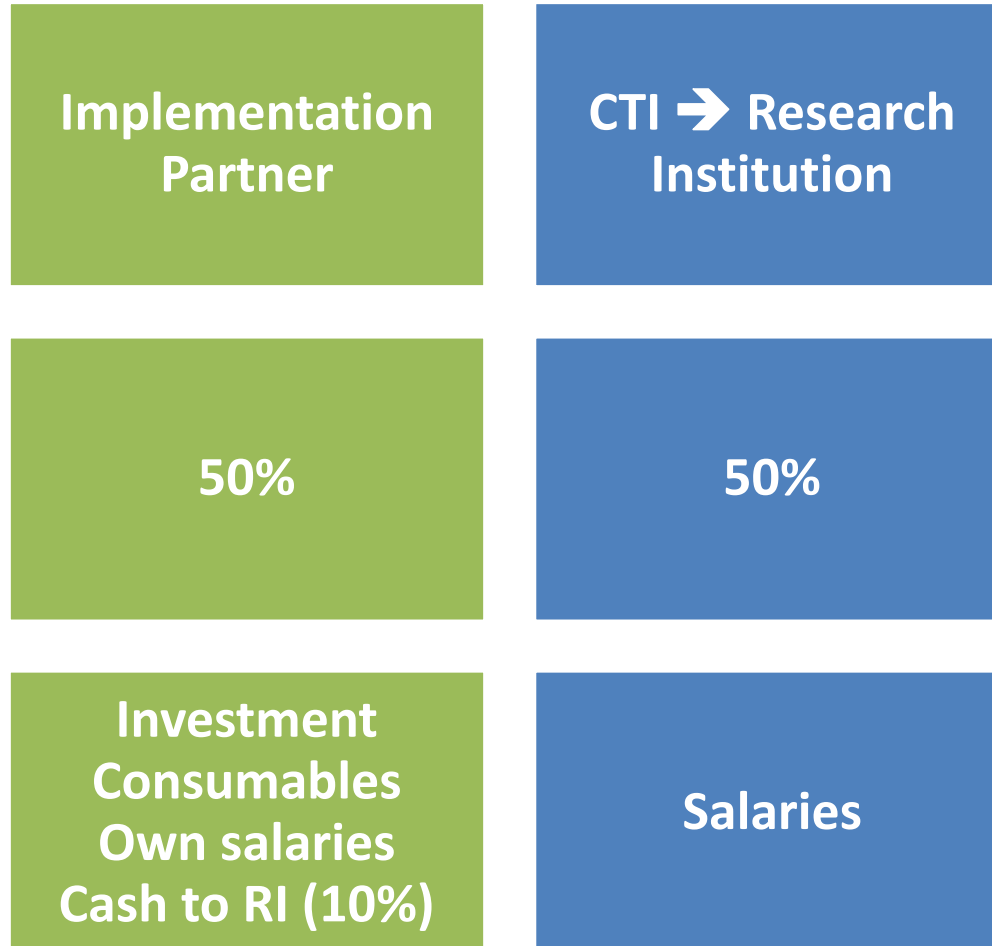 Implementation
Partner
CTI ➔ Research
Institution
50%
50%
Investment
Consumables
Own salaries
Cash to RI (10%)
Salaries